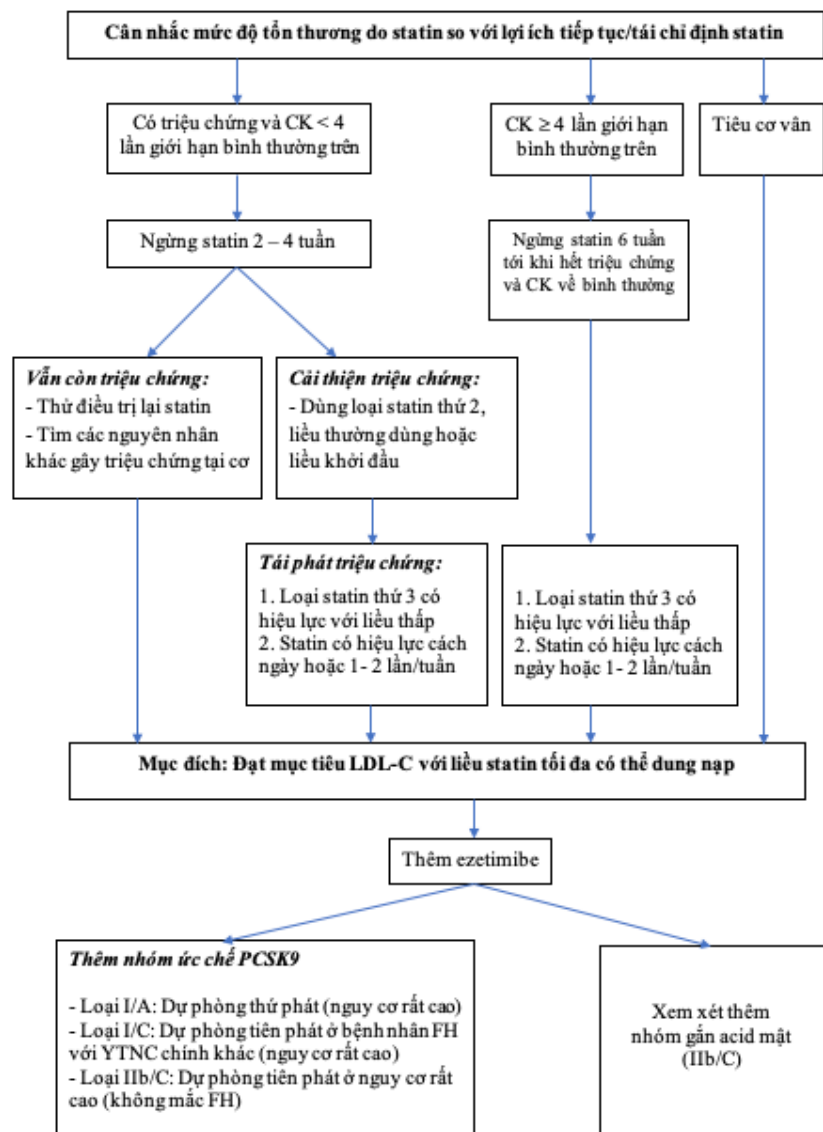 Cân nhắc mức độ tổn thương do statin so với lợi ích tiếp tục/tái chỉ định statin
Có triệu chứng và CK < 4
lần giới hạn bình thường trên
CK ≥ 4 lần giới hạn
bình thường trên
Tiêu cơ vân
Ngừng statin 2 – 4 tuần
Ngừng statin 6 tuần
tới khi hết triệu chứng
và CK về bình thường
Vẫn còn triệu chứng:
- Thử điều trị lại statin
- Tìm các nguyên nhân
khác gây triệu chứng tại cơ
Cải thiện triệu chứng:
- Dùng loại statin thứ 2,
liều thường dùng hoặc
liều khởi đầu
Tái phát triệu chứng:
1. Loại statin thứ 3 có
hiệu lực với liều thấp
2. Statin có hiệu lực cách
ngày hoặc 1- 2 lần/tuần
1. Loại statin thứ 3 có
hiệu lực với liều thấp
2. Statin có hiệu lực cách
ngày hoặc 1- 2 lần/tuần
Mục đích: Đạt mục tiêu LDL-C với liều statin tối đa có thể dung nạp
Thêm ezetimibe
Thêm nhóm ức chế PCSK9
- Loại I/A: Dự phòng thứ phát (nguy cơ rất cao)
- Loại I/C: Dự phòng tiên phát ở bệnh nhân FH
với YTNC chính khác (nguy cơ rất cao)
- Loại IIb/C: Dự phòng tiên phát ở nguy cơ rất
cao (không mắc FH)
Xem xét thêm
nhóm gắn acid mật
(IIb/C)